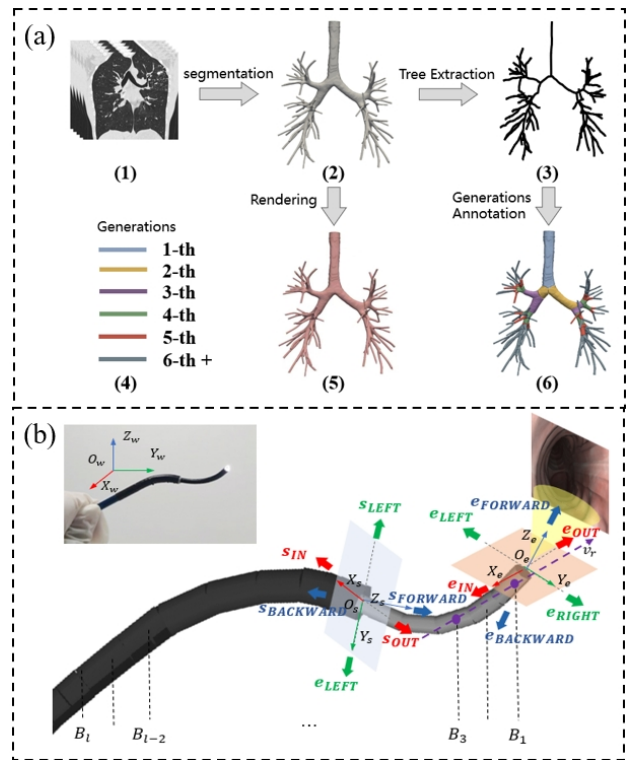 (a)
segmentation
Tree Extraction
(1)
(2)
(3)
Rendering
Generations
Annotation
Generations
1-th
2-th
3-th
4-th
5-th
6-th +
(4)
(5)
(6)
(b)
Z_w
O_w
Y_w
X_w
s_LEFT
e_FORWARD
e_LEFT
Z_e
e_OUT
s_IN
O_e
v_r
X_s
X_e
e_IN
Z_s
s_FORWARD
Y_e
s_BACKWARD
O_s
e_RIGHT
Y_s
s_OUT
e_BACKWARD
e_LEFT
...
B_l
B_{l-2}
B_3
B_1